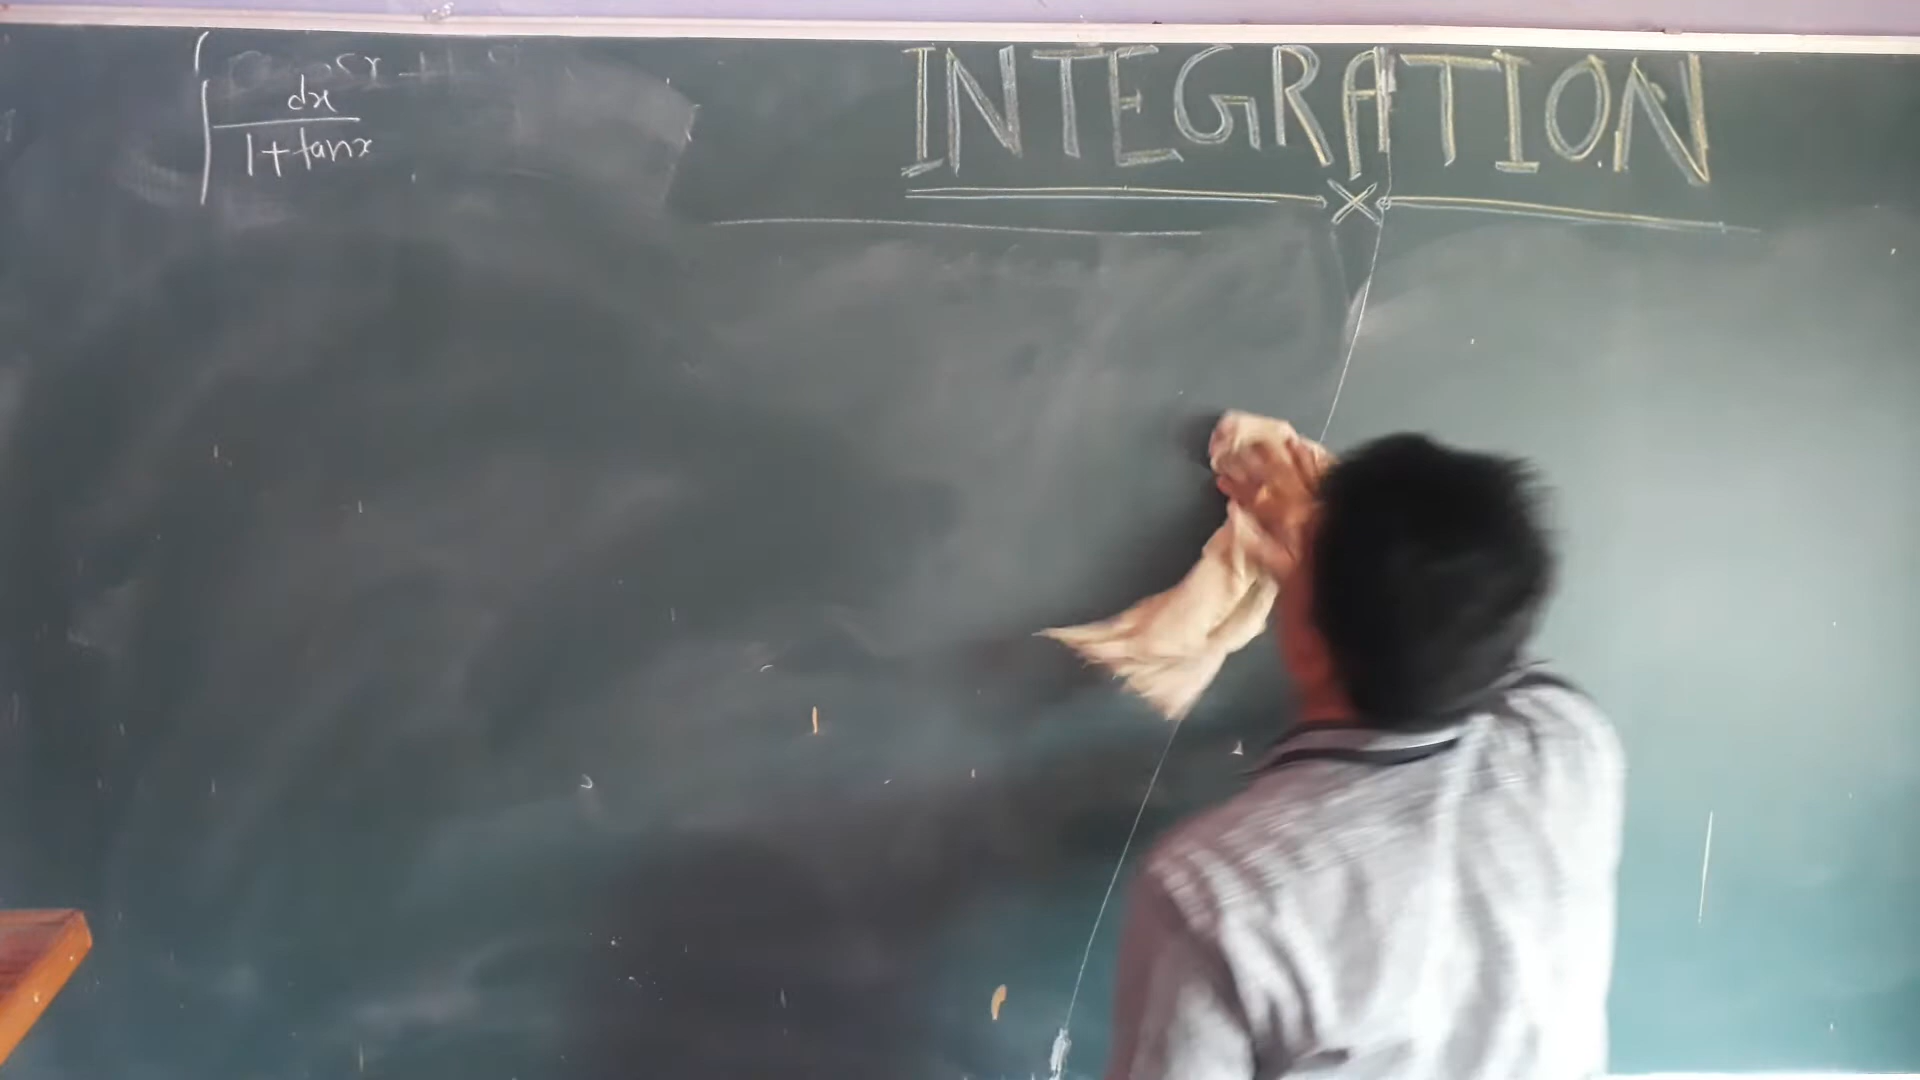 ∫ dx / 1+tanx
INTEGRATION